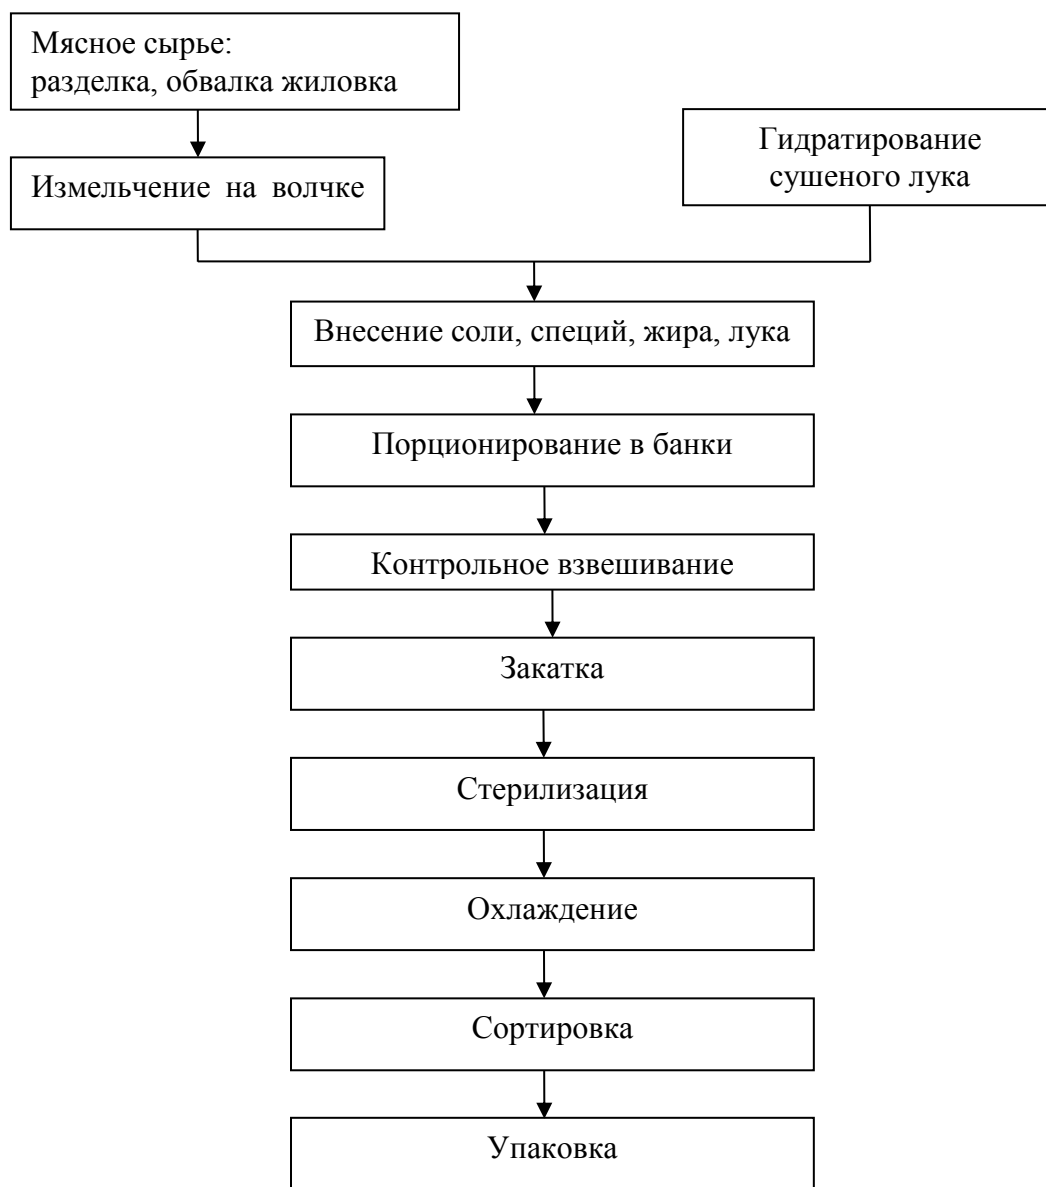 Мясное сырье:
разделка, обвалка жиловка
Гидратирование
сушеного лука
Измельчение на волчке
Внесение соли, специй, жира, лука
Порционирование в банки
Контрольное взвешивание
Закатка
Стерилизация
Охлаждение
Сортировка
Упаковка